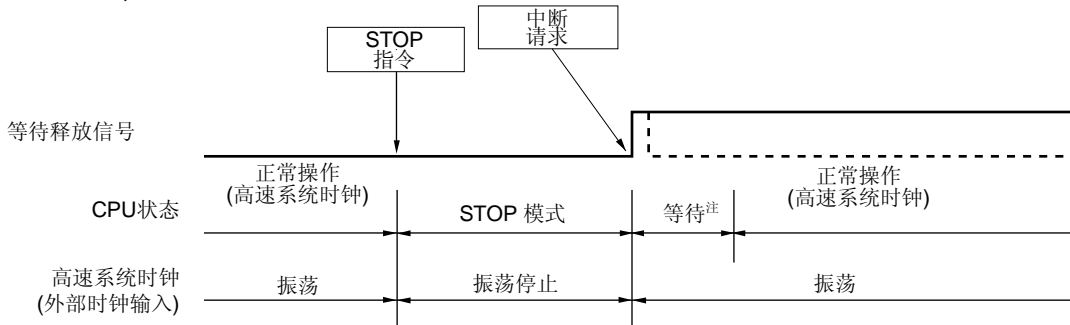 STOP
指令
中断
请求
等待释放信号
正常操作
(高速系统时钟)
正常操作
(高速系统时钟)
CPU状态
STOP 模式
等待注
高速系统时钟
(外部时钟输入)
振荡
振荡停止
振荡